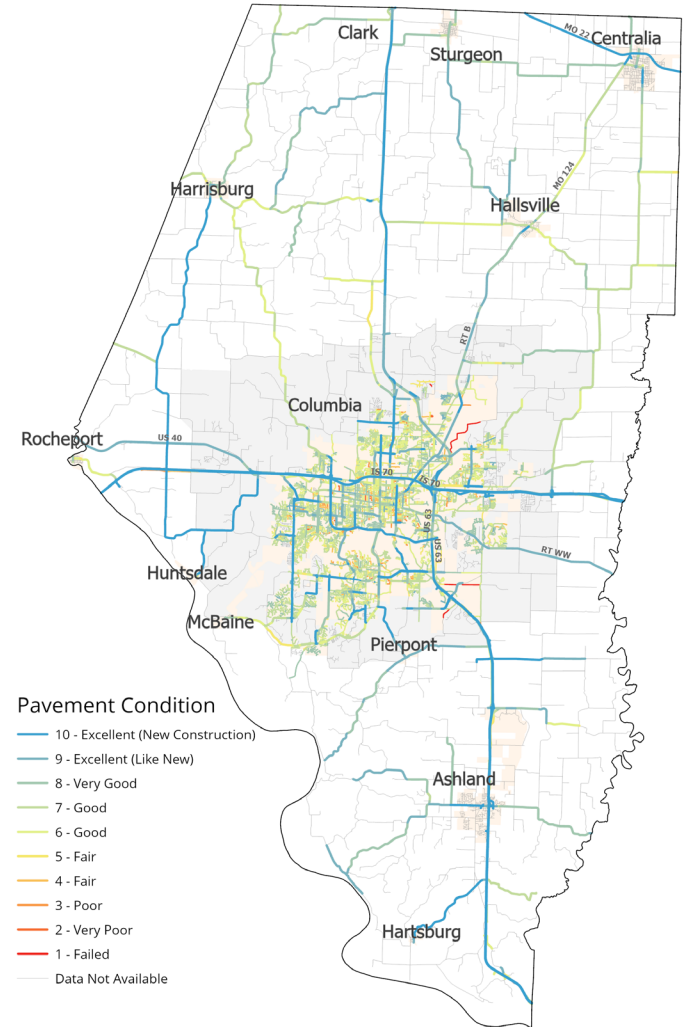 Clark
MO 22
Centralia
Sturgeon
MO 124
Harrisburg
Hallsville
RT B
Columbia
Rocheport
US 40
IS 70
IS 70
US 63
US 63
RT WW
Huntsdale
McBaine
Pierpont
Pavement Condition
10 - Excellent (New Construction)
9 - Excellent (Like New)
8 - Very Good
7 - Good
6 - Good
5 - Fair
4 - Fair
3 - Poor
2 - Very Poor
1 - Failed
Data Not Available
Ashland
Hartsburg